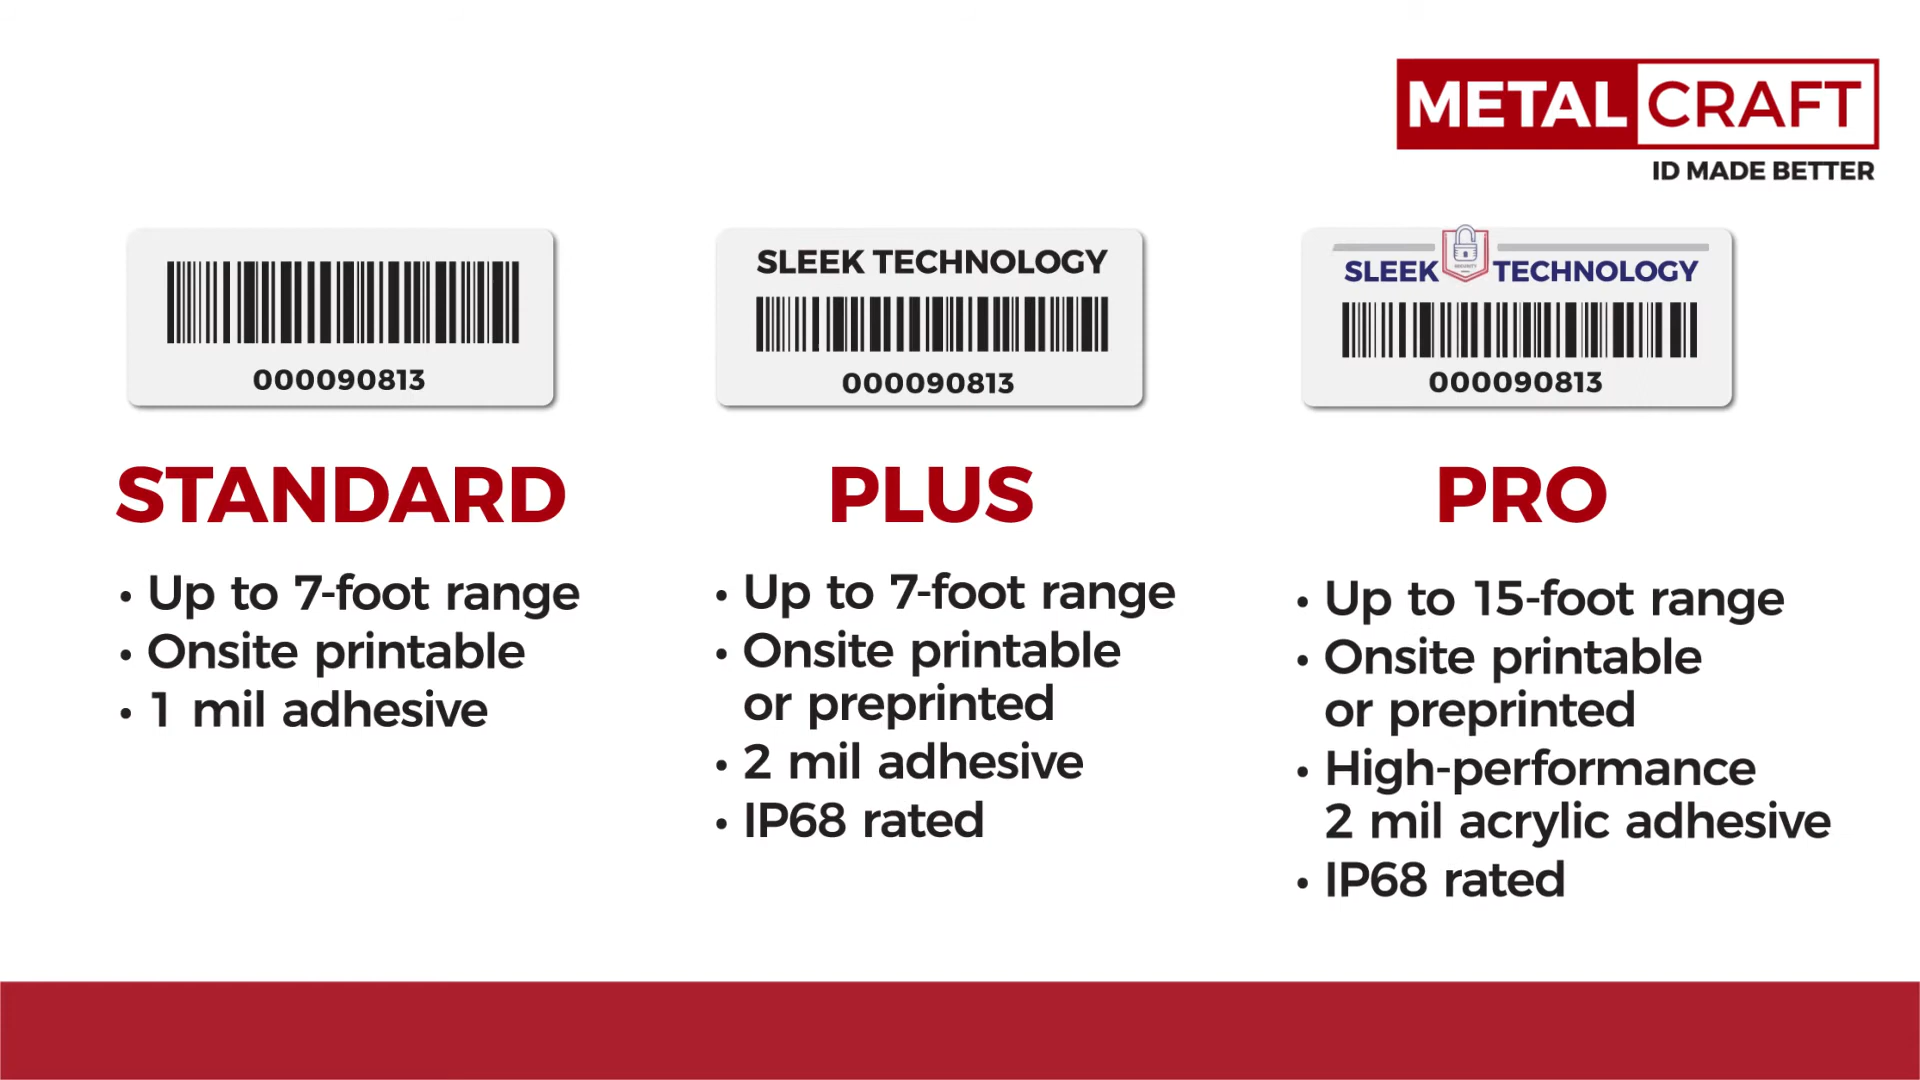 METALCRAFT
ID MADE BETTER
000090813
STANDARD
• Up to 7-foot range
• Onsite printable
• 1 mil adhesive
SLEEK TECHNOLOGY
000090813
PLUS
• Up to 7-foot range
• Onsite printable
or preprinted
• 2 mil adhesive
• IP68 rated
SLEEK TECHNOLOGY
SECURITY
000090813
PRO
• Up to 15-foot range
• Onsite printable
or preprinted
• High-performance
2 mil acrylic adhesive
• IP68 rated